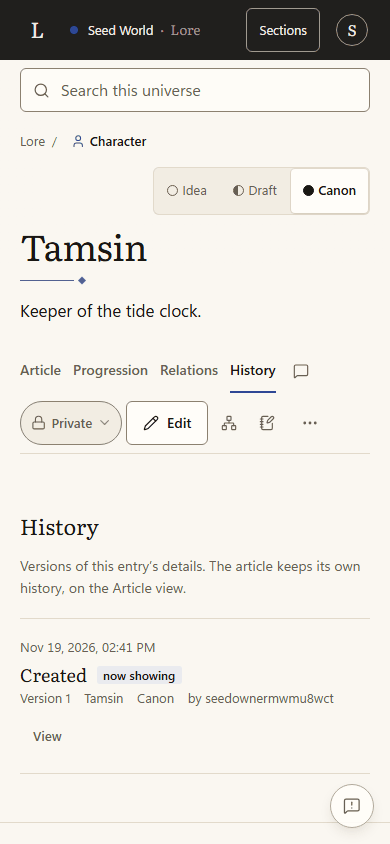 L Seed World · Lore Sections S
Search this universe
Lore / Character
Idea Draft Canon
Tamsin
Keeper of the tide clock.
Article Progression Relations History
Private Edit
History
Versions of this entry’s details. The article keeps its own
history, on the Article view.
Nov 19, 2026, 02:41 PM
Created now showing
Version 1 Tamsin Canon by seedownermwmu8wct
View